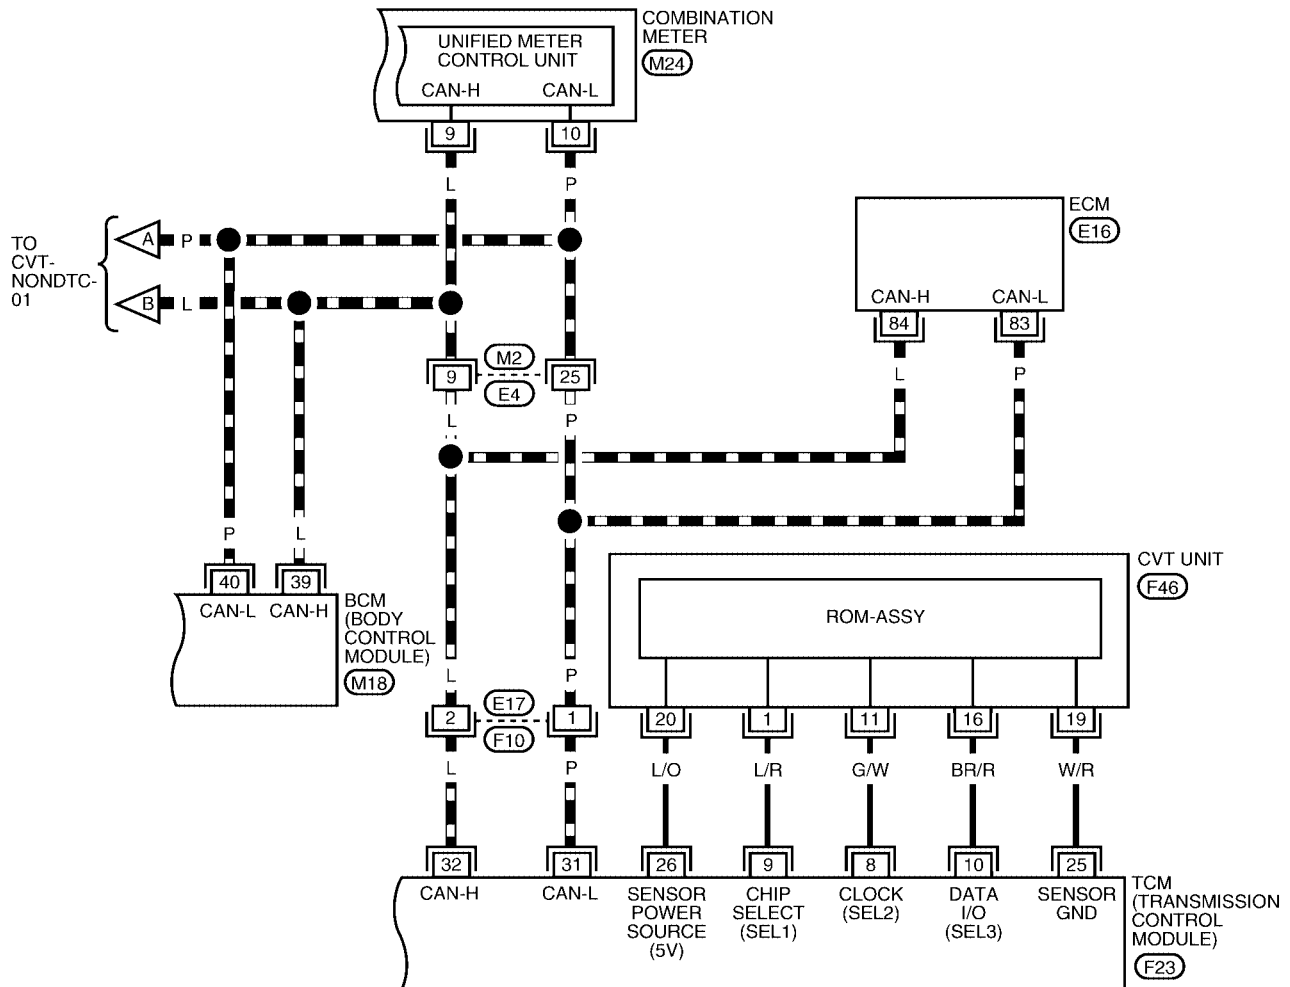 COMBINATION
METER
M24
UNIFIED METER
CONTROL UNIT
CAN-H
CAN-L
9
10
L
P
TO
CVT-
NONDTC-
01
A
P
B
L
ECM
E16
CAN-H
CAN-L
84
83
L
P
9
M2
E4
25
L
P
P
L
40
39
CAN-L
CAN-H
BCM
(BODY
CONTROL
MODULE)
M18
CVT UNIT
F46
ROM-ASSY
L
P
2
E17
F10
1
20
1
11
16
19
L
P
L/O
L/R
G/W
BR/R
W/R
32
31
26
9
8
10
25
CAN-H
CAN-L
SENSOR
POWER
SOURCE
(5V)
CHIP
SELECT
(SEL1)
CLOCK
(SEL2)
DATA
I/O
(SEL3)
SENSOR
GND
TCM
(TRANSMISSION
CONTROL
MODULE)
F23